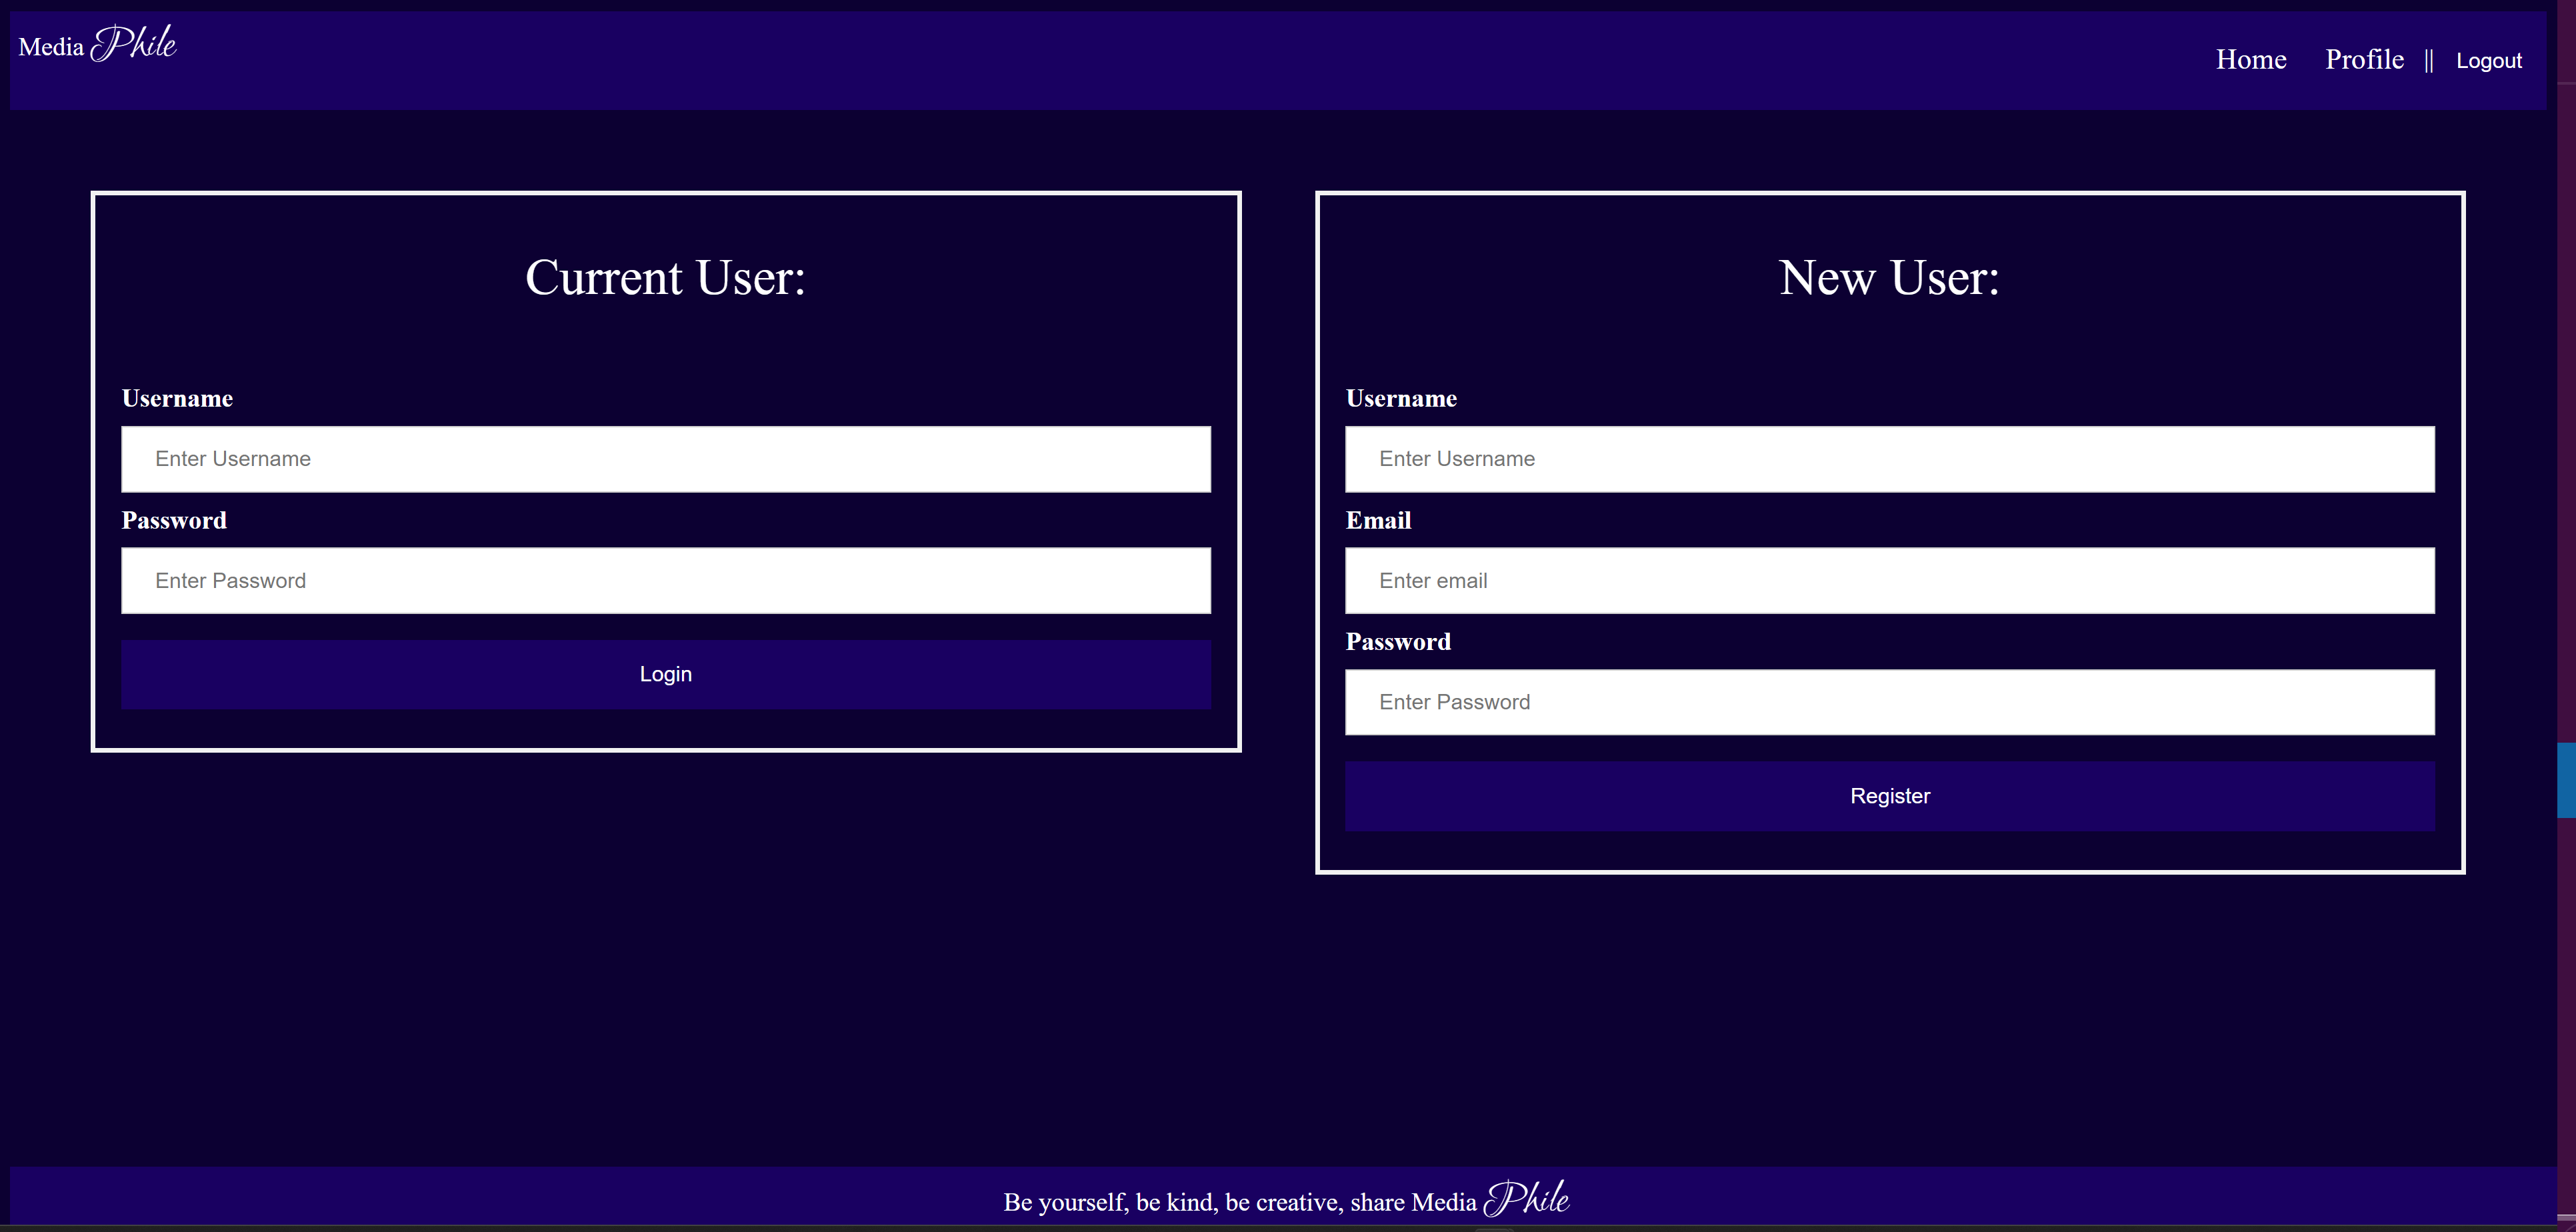 Media Phile
Home Profile || Logout
Current User:
Username
Enter Username
Password
Enter Password
Login
New User:
Username
Enter Username
Email
Enter email
Password
Enter Password
Register
Be yourself, be kind, be creative, share Media Phile